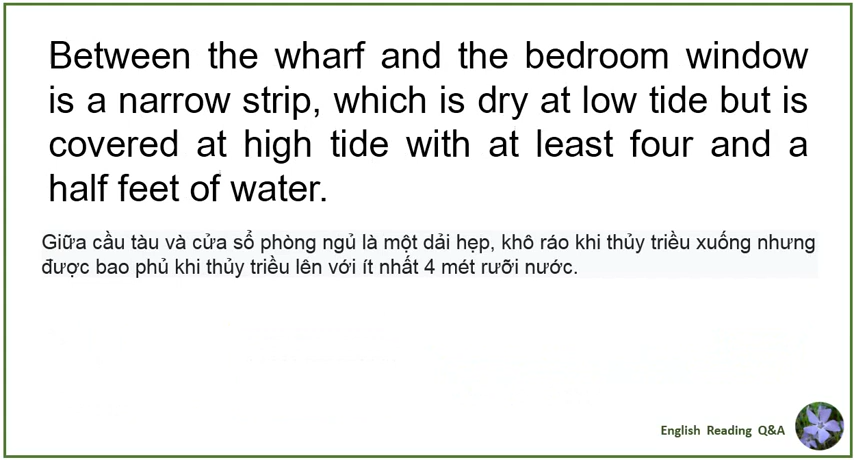 Between the wharf and the bedroom window
is a narrow strip, which is dry at low tide but is
covered at high tide with at least four and a
half feet of water.
Giữa cầu tàu và cửa sổ phòng ngủ là một dải hẹp, khô ráo khi thủy triều xuống nhưng
được bao phủ khi thủy triều lên với ít nhất 4 mét rưỡi nước.
English Reading Q&A